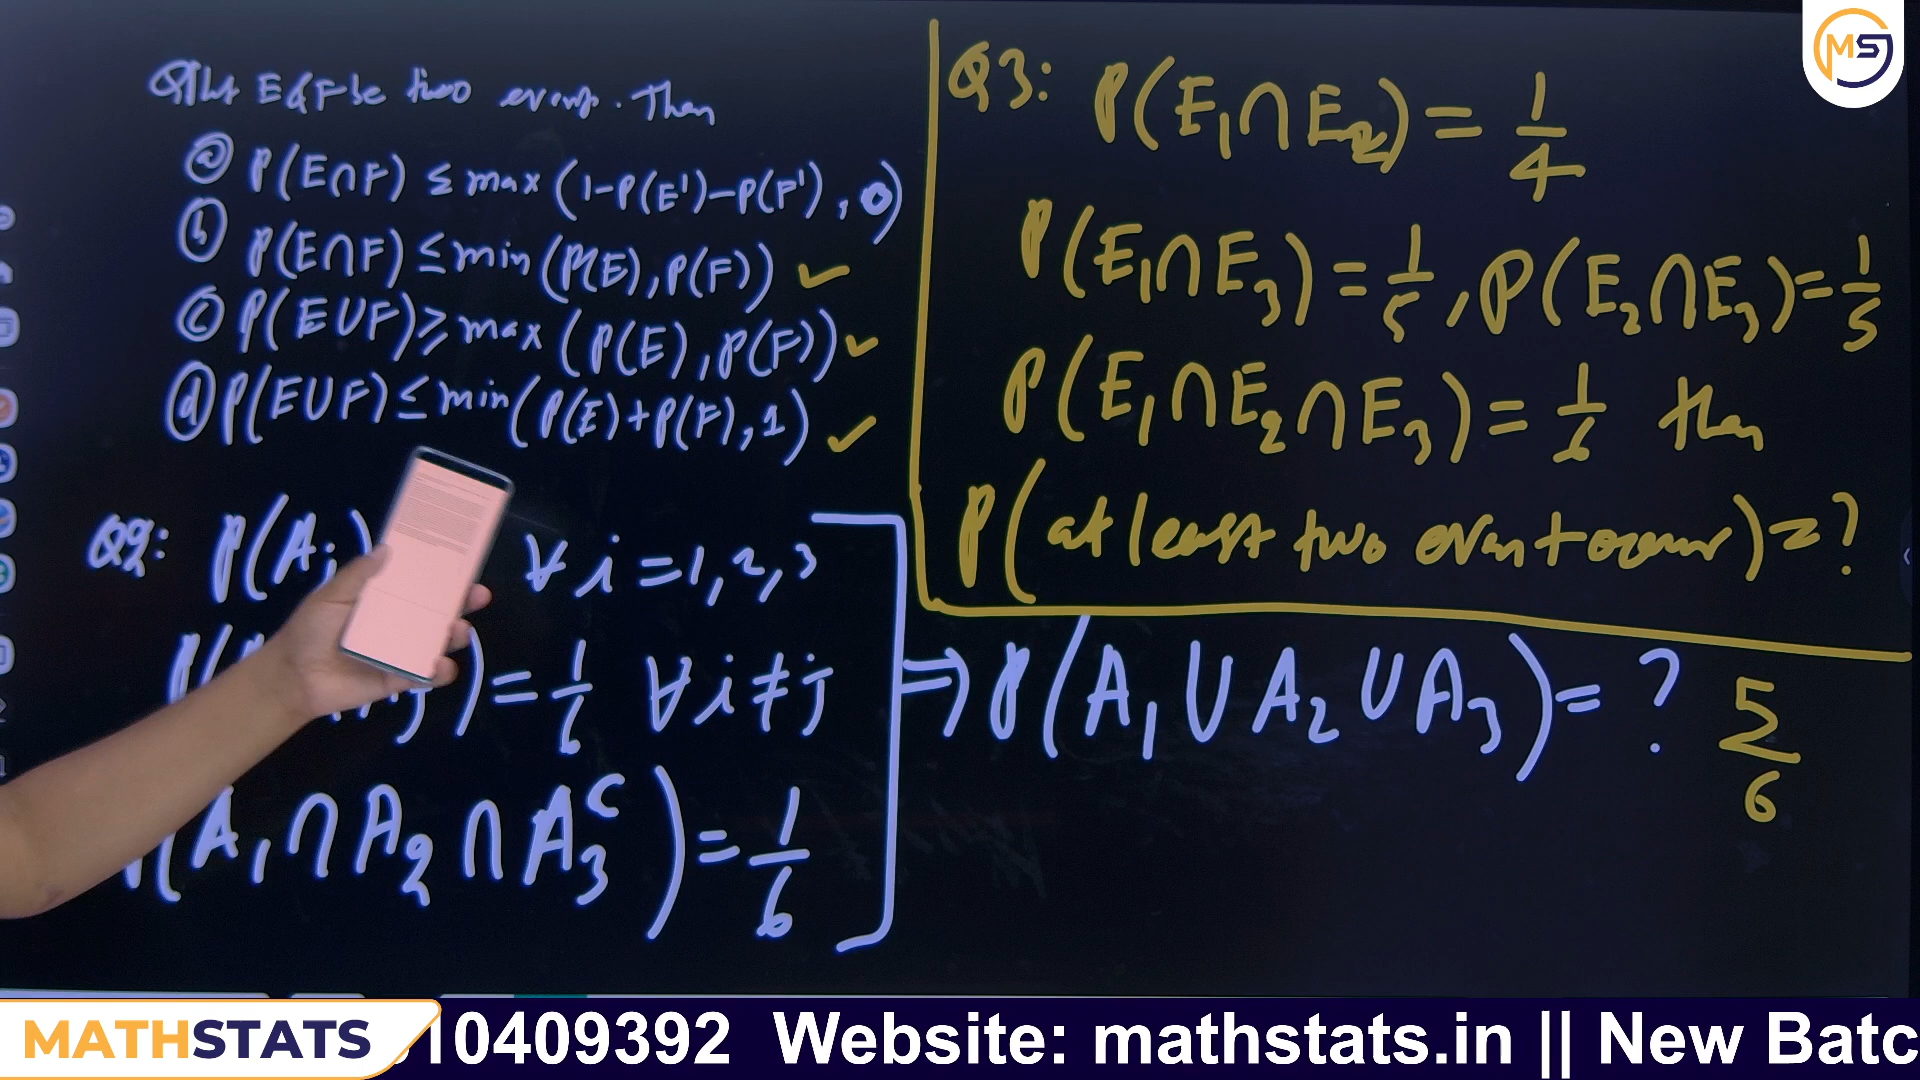 Q1: Let E & F be two events. Then
ⓐ P(E∩F) ≤ max (1-P(E')-P(F'), 0)
ⓑ P(E∩F) ≤ min (P(E), P(F)) ✓
ⓒ P(E∪F) ≥ max (P(E), P(F)) ✓
ⓓ P(E∪F) ≤ min (P(E)+P(F), 1) ✓
Q2: P(Ai) ∀ i = 1, 2, 3
) = 1/6 ∀ i ≠ j
(A₁ ∩ A₂ ∩ A₃ᶜ) = 1/6
⇒ P(A₁ ∪ A₂ ∪ A₃) = ? 5/6
Q3: P(E₁∩E₂) = 1/4
P(E₁∩E₃) = 1/5, P(E₂∩E₃) = 1/5
P(E₁∩E₂∩E₃) = 1/6 then
P(at least two event occur) = ?
MS
MATHSTATS 10409392 Website: mathstats.in || New Batc